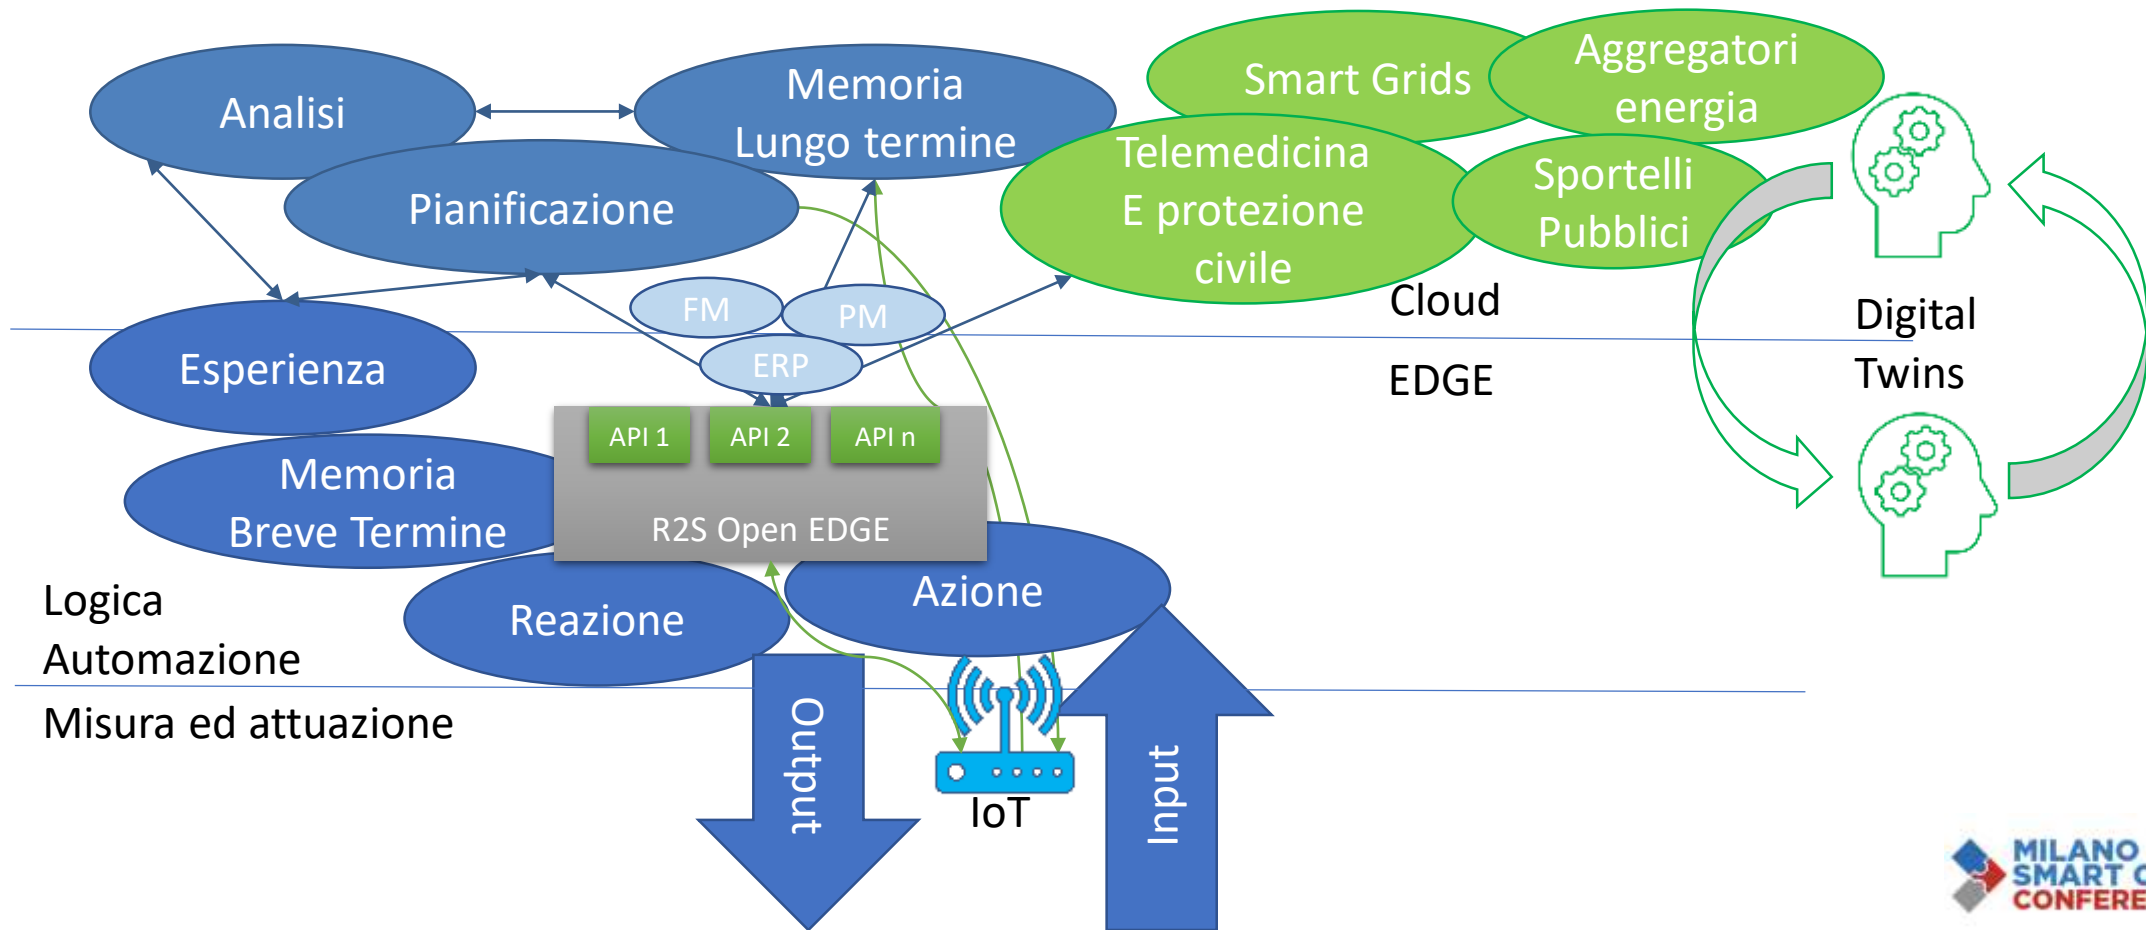 Analisi
Memoria
Lungo termine
Pianificazione
Smart Grids
Aggregatori
energia
Telemedicina
E protezione
civile
Sportelli
Pubblici
Cloud
EDGE
Digital
Twins
FM
PM
ERP
Esperienza
API 1
API 2
API n
R2S Open EDGE
Memoria
Breve Termine
Reazione
Azione
Logica
Automazione
Misura ed attuazione
Output
IoT
Input
MILANO
SMART
CONFERE